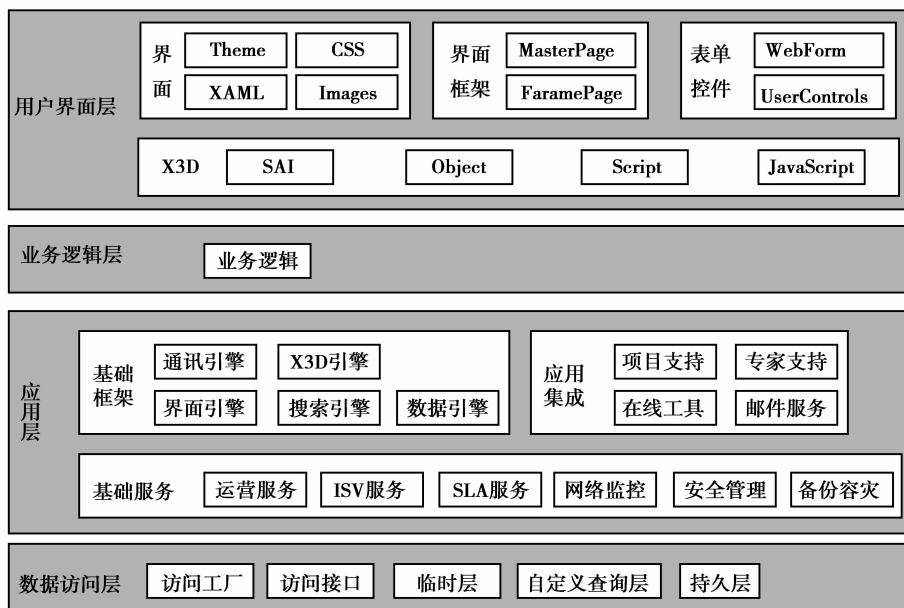 用户界面层
界面
Theme
CSS
XAML
Images
界面框架
MasterPage
FaramePage
表单控件
WebForm
UserControls
X3D
SAI
Object
Script
JavaScript
业务逻辑层
业务逻辑
应用层
基础框架
通讯引擎
X3D引擎
界面引擎
搜索引擎
数据引擎
应用集成
项目支持
专家支持
在线工具
邮件服务
基础服务
运营服务
ISV服务
SLA服务
网络监控
安全管理
备份容灾
数据访问层
访问工厂
访问接口
临时层
自定义查询层
持久层